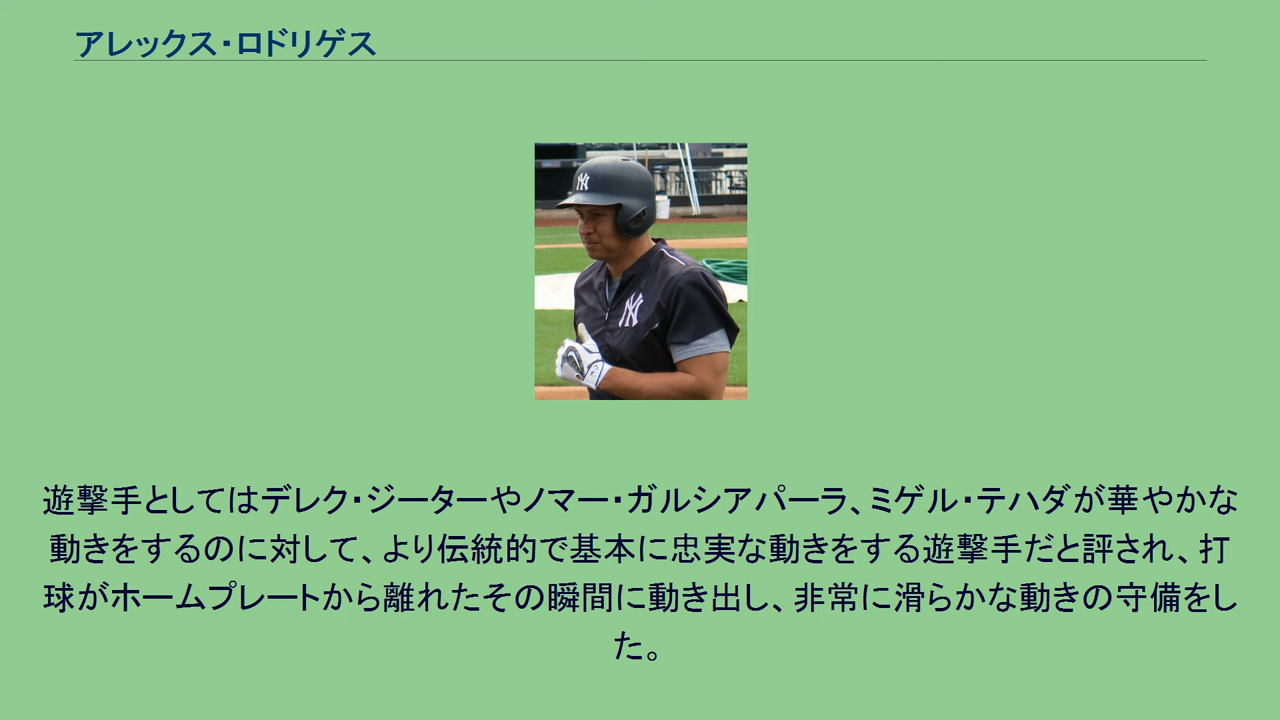 アレックス・ロドリゲス
NY
NY
遊撃手としてはデレク・ジーターやノマー・ガルシアパーラ、ミゲル・テハダが華やかな
動きをするのに対して、より伝統的で基本に忠実な動きをする遊撃手だと評され、打
球がホームプレートから離れたその瞬間に動き出し、非常に滑らかな動きの守備をし
た。